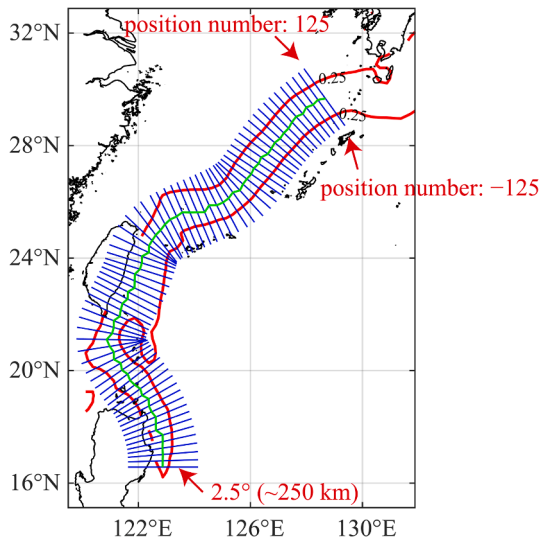 position number: 125
32°N
0.25
28°N
0.25
position number: −125
24°N
20°N
16°N
2.5° (~250 km)
122°E
126°E
130°E